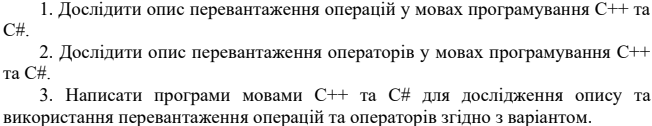 1. Дослідити опис перевантаження операцій у мовах програмування С++ та
С#.
2. Дослідити опис перевантаження операторів у мовах програмування С++
та С#.
3. Написати програми мовами С++ та С# для дослідження опису та
використання перевантаження операцій та операторів згідно з варіантом.